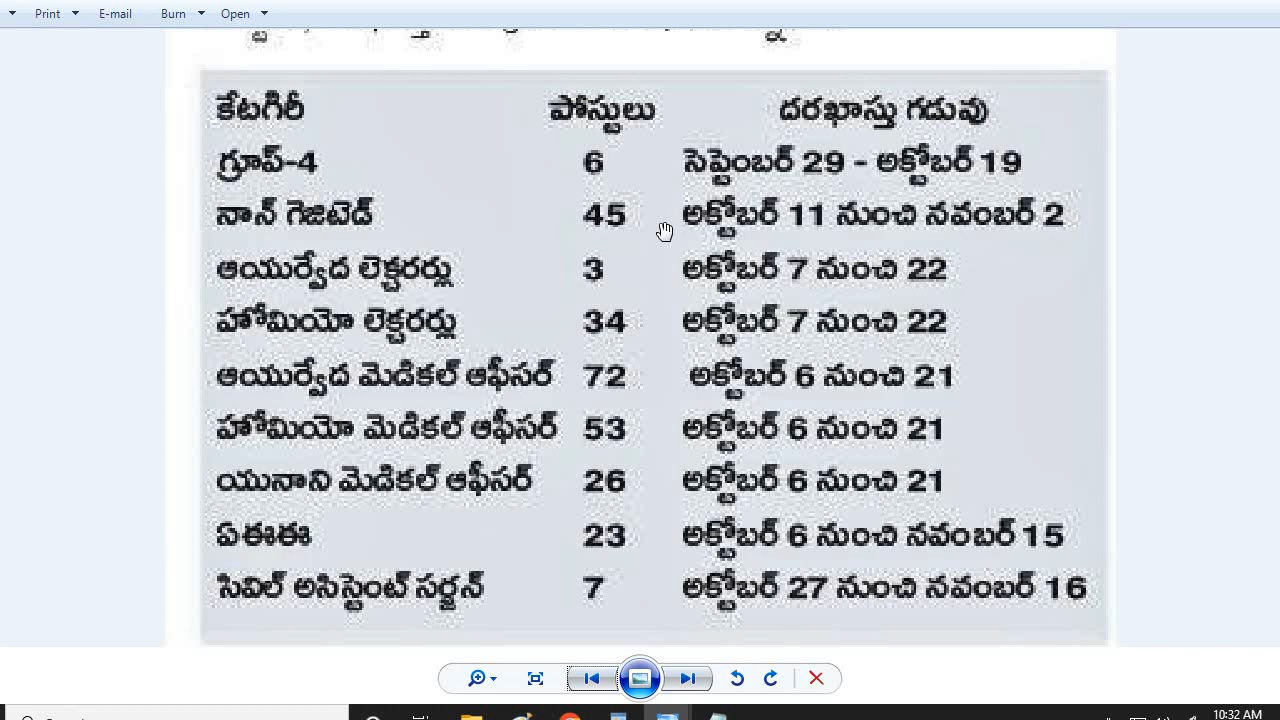 Print E-mail Burn Open
కేటగిరీ పోస్టులు దరఖాస్తు గడువు
గ్రూప్-4 6 సెప్టెంబర్ 29 - అక్టోబర్ 19
నాన్ గెజిటెడ్ 45 అక్టోబర్ 11 నుంచి నవంబర్ 2
ఆయుర్వేద లెక్చరర్లు 3 అక్టోబర్ 7 నుంచి 22
హోమియో లెక్చరర్లు 34 అక్టోబర్ 7 నుంచి 22
ఆయుర్వేద మెడికల్ ఆఫీసర్ 72 అక్టోబర్ 6 నుంచి 21
హోమియో మెడికల్ ఆఫీసర్ 53 అక్టోబర్ 6 నుంచి 21
యునాని మెడికల్ ఆఫీసర్ 26 అక్టోబర్ 6 నుంచి 21
ఏఈఈ 23 అక్టోబర్ 6 నుంచి నవంబర్ 15
సివిల్ అసిస్టెంట్ సర్జన్ 7 అక్టోబర్ 27 నుంచి నవంబర్ 16
10:32 AM